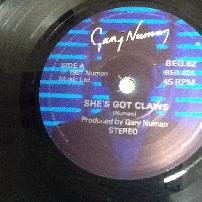 Gary Numan
SIDE A
BEG.62
℗ 1981 Numan
BEG.62A
Music Ltd.
45 RPM
SHE'S GOT CLAWS
(Numan)
Produced by Gary Numan
STEREO